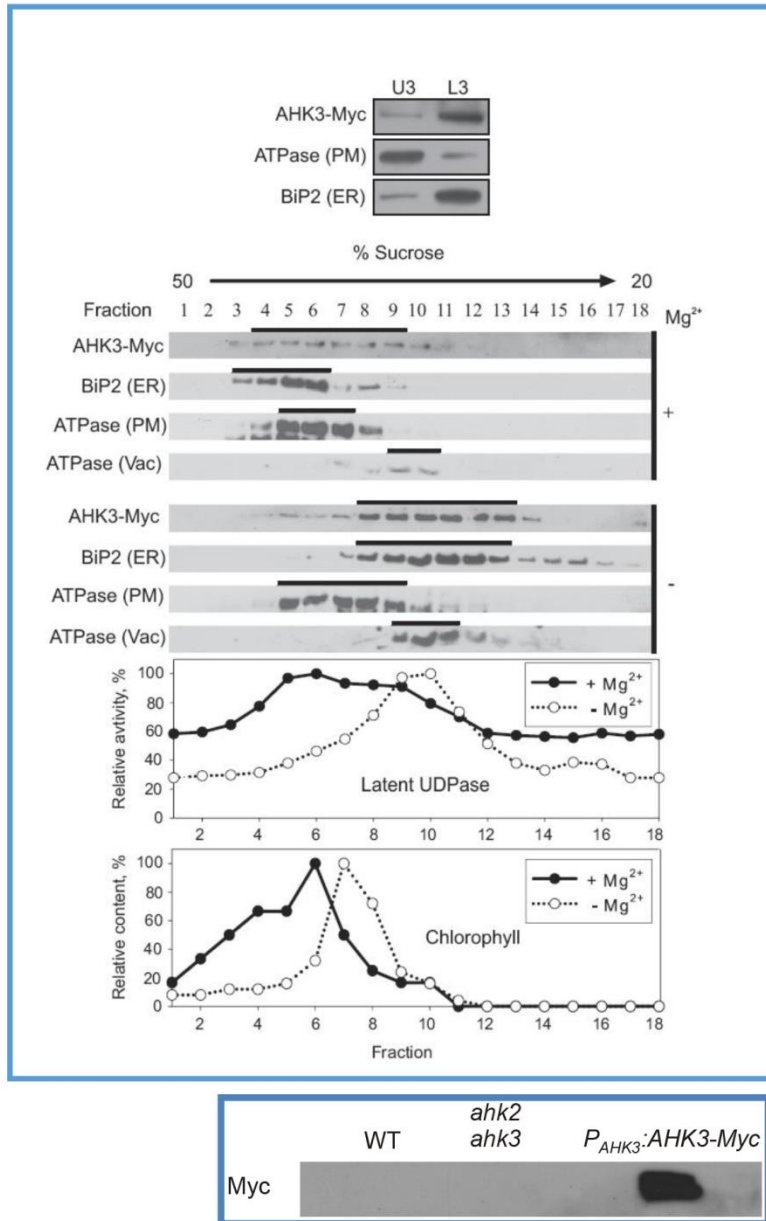 U3 L3
AHK3-Myc
ATPase (PM)
BiP2 (ER)
% Sucrose
50 20
Fraction 1 2 3 4 5 6 7 8 9 10 11 12 13 14 15 16 17 18 Mg²⁺
AHK3-Myc
BiP2 (ER)
ATPase (PM)
ATPase (Vac)
+
AHK3-Myc
BiP2 (ER)
ATPase (PM)
ATPase (Vac)
-
Relative avtivity, %
100
80
60
40
20
0
+ Mg²⁺
- Mg²⁺
Latent UDPase
2 4 6 8 10 12 14 16 18
Relative content, %
100
80
60
40
20
0
+ Mg²⁺
- Mg²⁺
Chlorophyll
2 4 6 8 10 12 14 16 18
Fraction
ahk2
WT ahk3 P_AHK3:AHK3-Myc
Myc